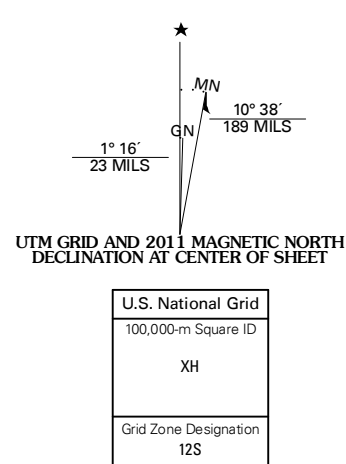 ★
MN
GN
10° 38´
189 MILS
1° 16´
23 MILS
UTM GRID AND 2011 MAGNETIC NORTH
DECLINATION AT CENTER OF SHEET
U.S. National Grid
100,000-m Square ID
XH
Grid Zone Designation
12S